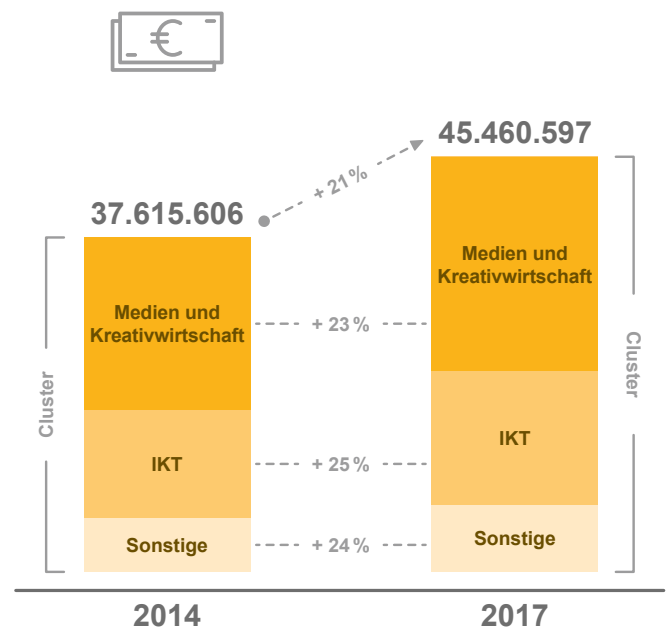 €
45.460.597
+ 21%
37.615.606
Medien und
Kreativwirtschaft
Medien und
Kreativwirtschaft
+ 23 %
Cluster
Cluster
IKT
+ 25 %
IKT
Sonstige
+ 24 %
Sonstige
2014
2017